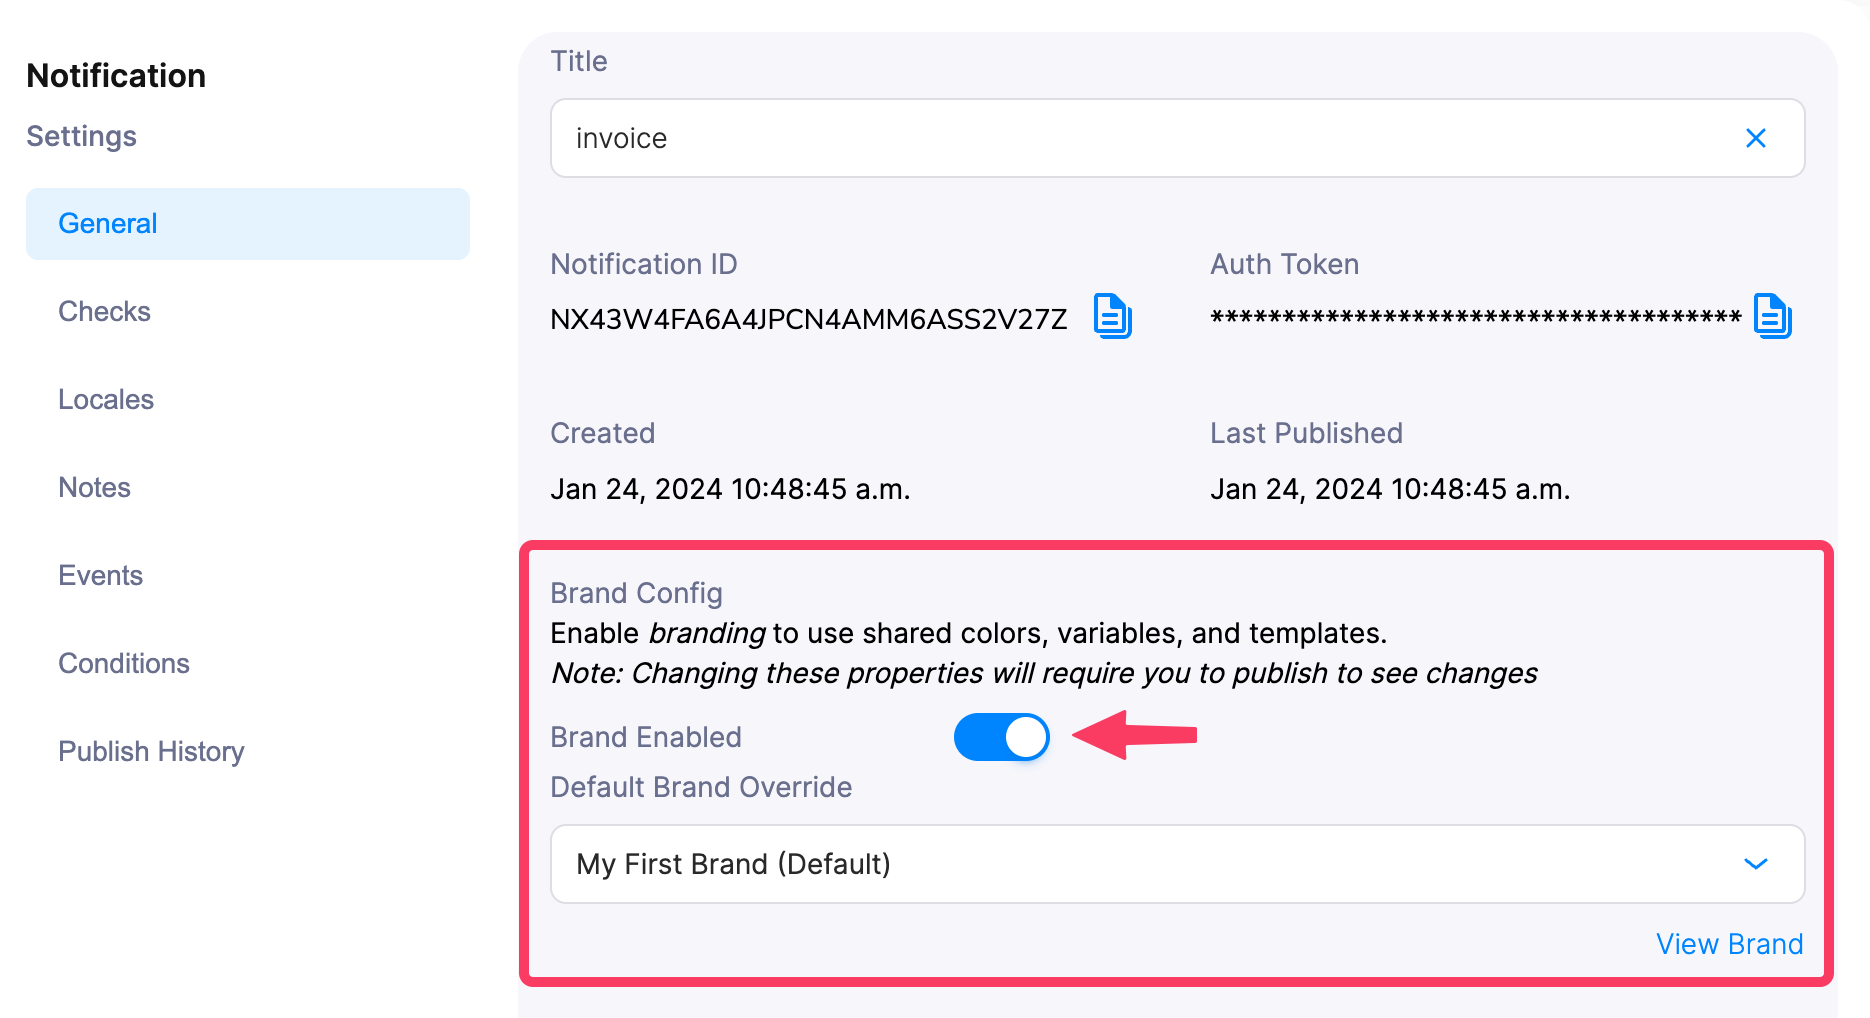 Notification
Settings
General
Checks
Locales
Notes
Events
Conditions
Publish History
Title
invoice
Notification ID
NX43W4FA6A4JPCN4AMM6ASS2V27Z
Auth Token
*************************************
Created
Jan 24, 2024 10:48:45 a.m.
Last Published
Jan 24, 2024 10:48:45 a.m.
Brand Config
Enable branding to use shared colors, variables, and templates.
Note: Changing these properties will require you to publish to see changes
Brand Enabled
Default Brand Override
My First Brand (Default)
View Brand